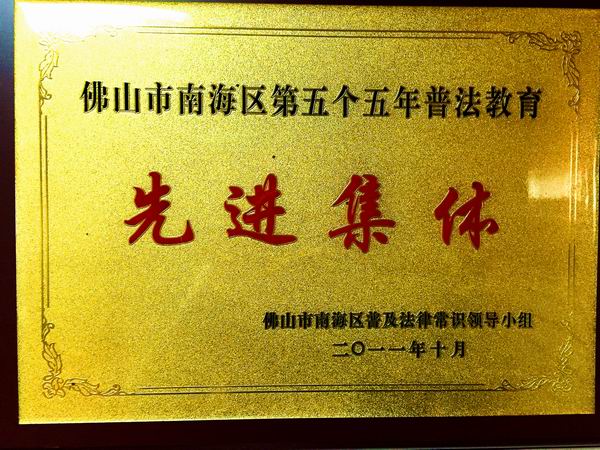 佛山市南海区第五个五年普法教育
先进集体
佛山市南海区普及法律常识领导小组
二〇一一年十月